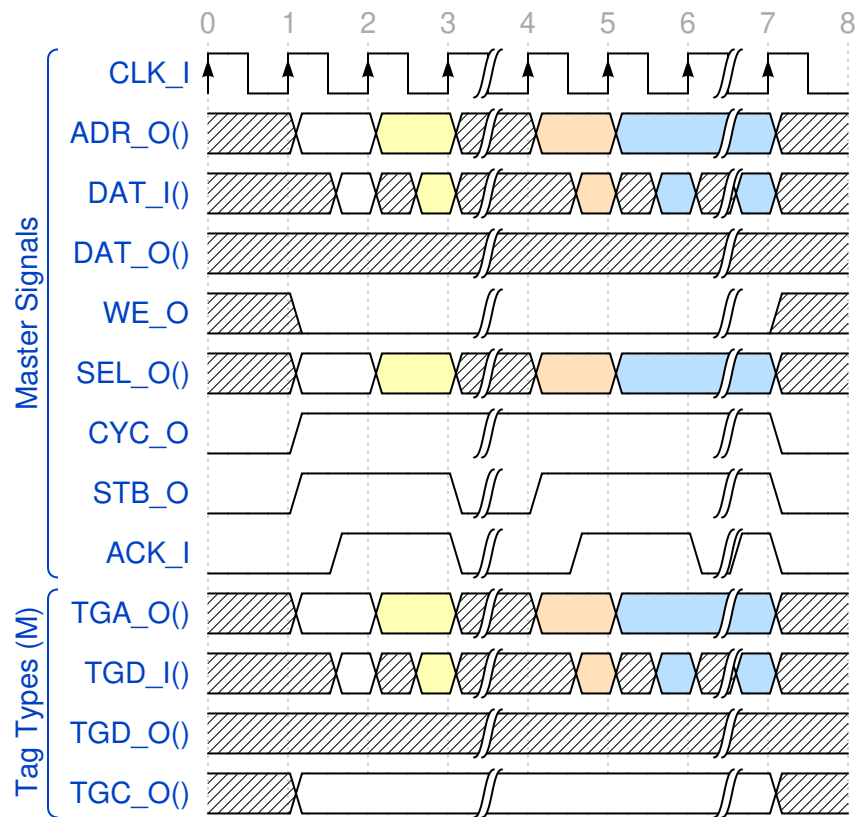 0 1 2 3 4 5 6 7 8
Master Signals
CLK_I
ADR_O()
DAT_I()
DAT_O()
WE_O
SEL_O()
CYC_O
STB_O
ACK_I
Tag Types (M)
TGA_O()
TGD_I()
TGD_O()
TGC_O()